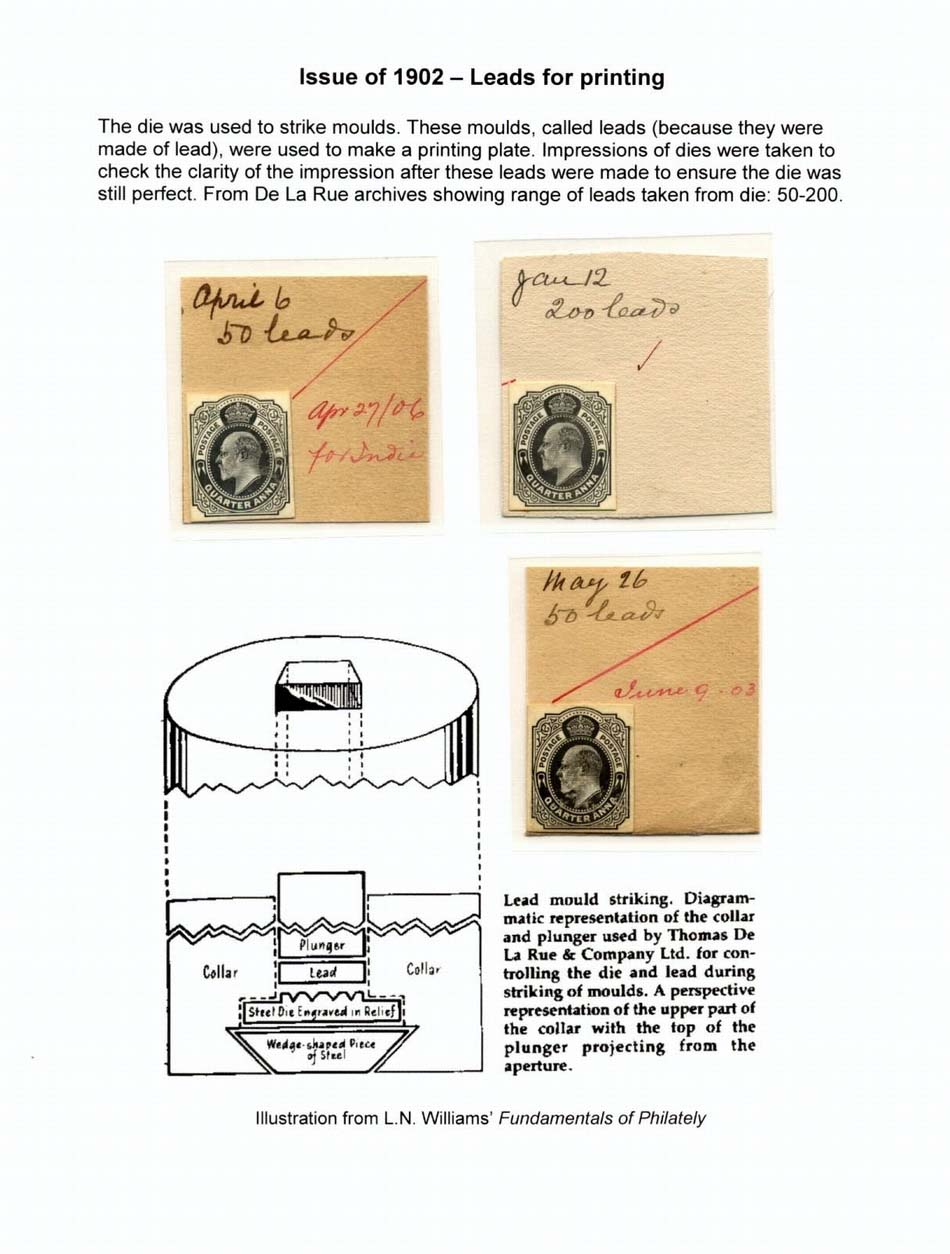 Issue of 1902 – Leads for printing
The die was used to strike moulds. These moulds, called leads (because they were
made of lead), were used to make a printing plate. Impressions of dies were taken to
check the clarity of the impression after these leads were made to ensure the die was
still perfect. From De La Rue archives showing range of leads taken from die: 50-200.
April 6
50 leads
Apr 27/06
for India
POSTAGE POSTAGE
QUARTER ANNA
Jan 12
200 leads
POSTAGE POSTAGE
QUARTER ANNA
May 26
50 leads
June 9 - 03
POSTAGE POSTAGE
QUARTER ANNA
Plunger
Collar
Lead
Collar
Steel Die Engraved in Relief
Wedge-shaped Piece
of Steel
Lead mould striking. Diagram-
matic representation of the collar
and plunger used by Thomas De
La Rue & Company Ltd. for con-
trolling the die and lead during
striking of moulds. A perspective
representation of the upper part of
the collar with the top of the
plunger projecting from the
aperture.
Illustration from L.N. Williams' Fundamentals of Philately